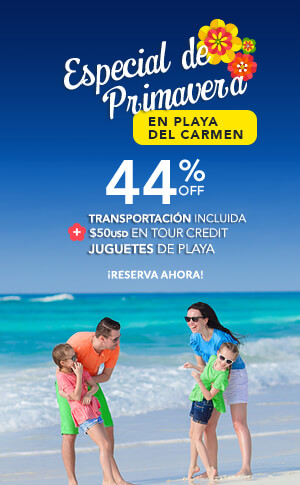 Especial de
Primavera
EN PLAYA
DEL CARMEN
44% OFF
TRANSPORTACIÓN INCLUIDA
+ $50USD EN TOUR CREDIT
JUGUETES DE PLAYA
¡RESERVA AHORA!